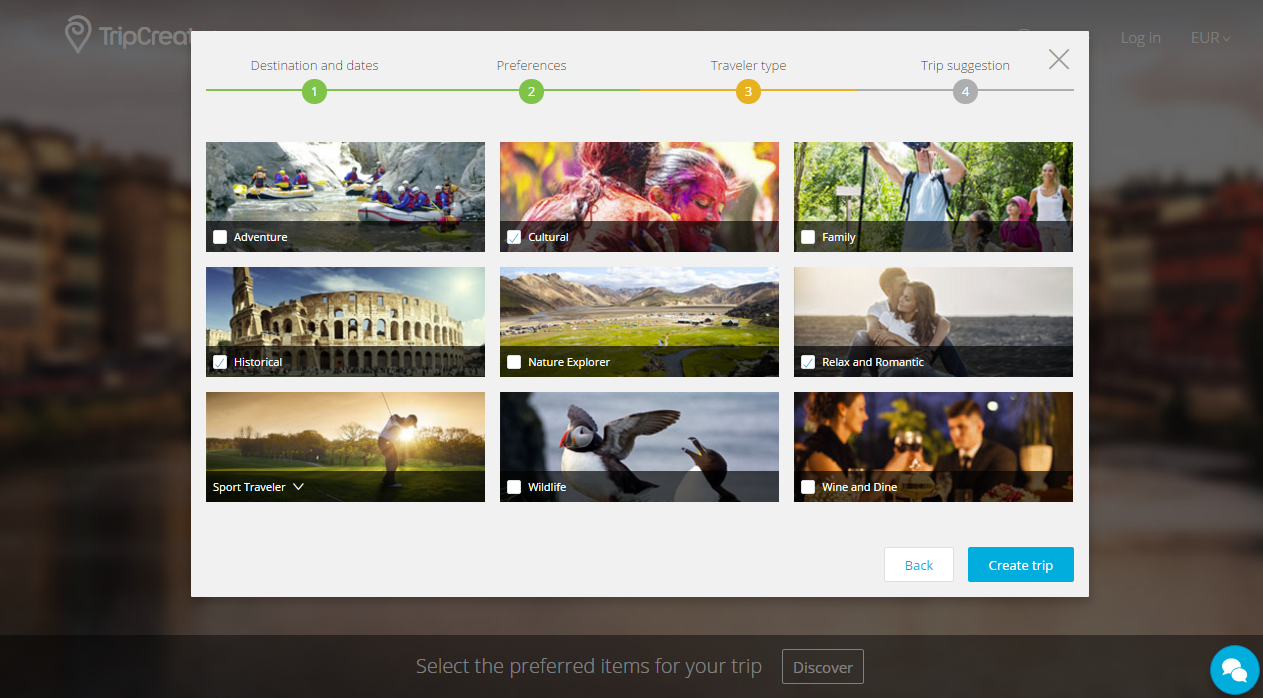 TripCreat
Log in
EUR
Destination and dates
Preferences
Traveler type
Trip suggestion
1
2
3
4
Adventure
Cultural
Family
Historical
Nature Explorer
Relax and Romantic
Sport Traveler
Wildlife
Wine and Dine
Back
Create trip
Select the preferred items for your trip
Discover